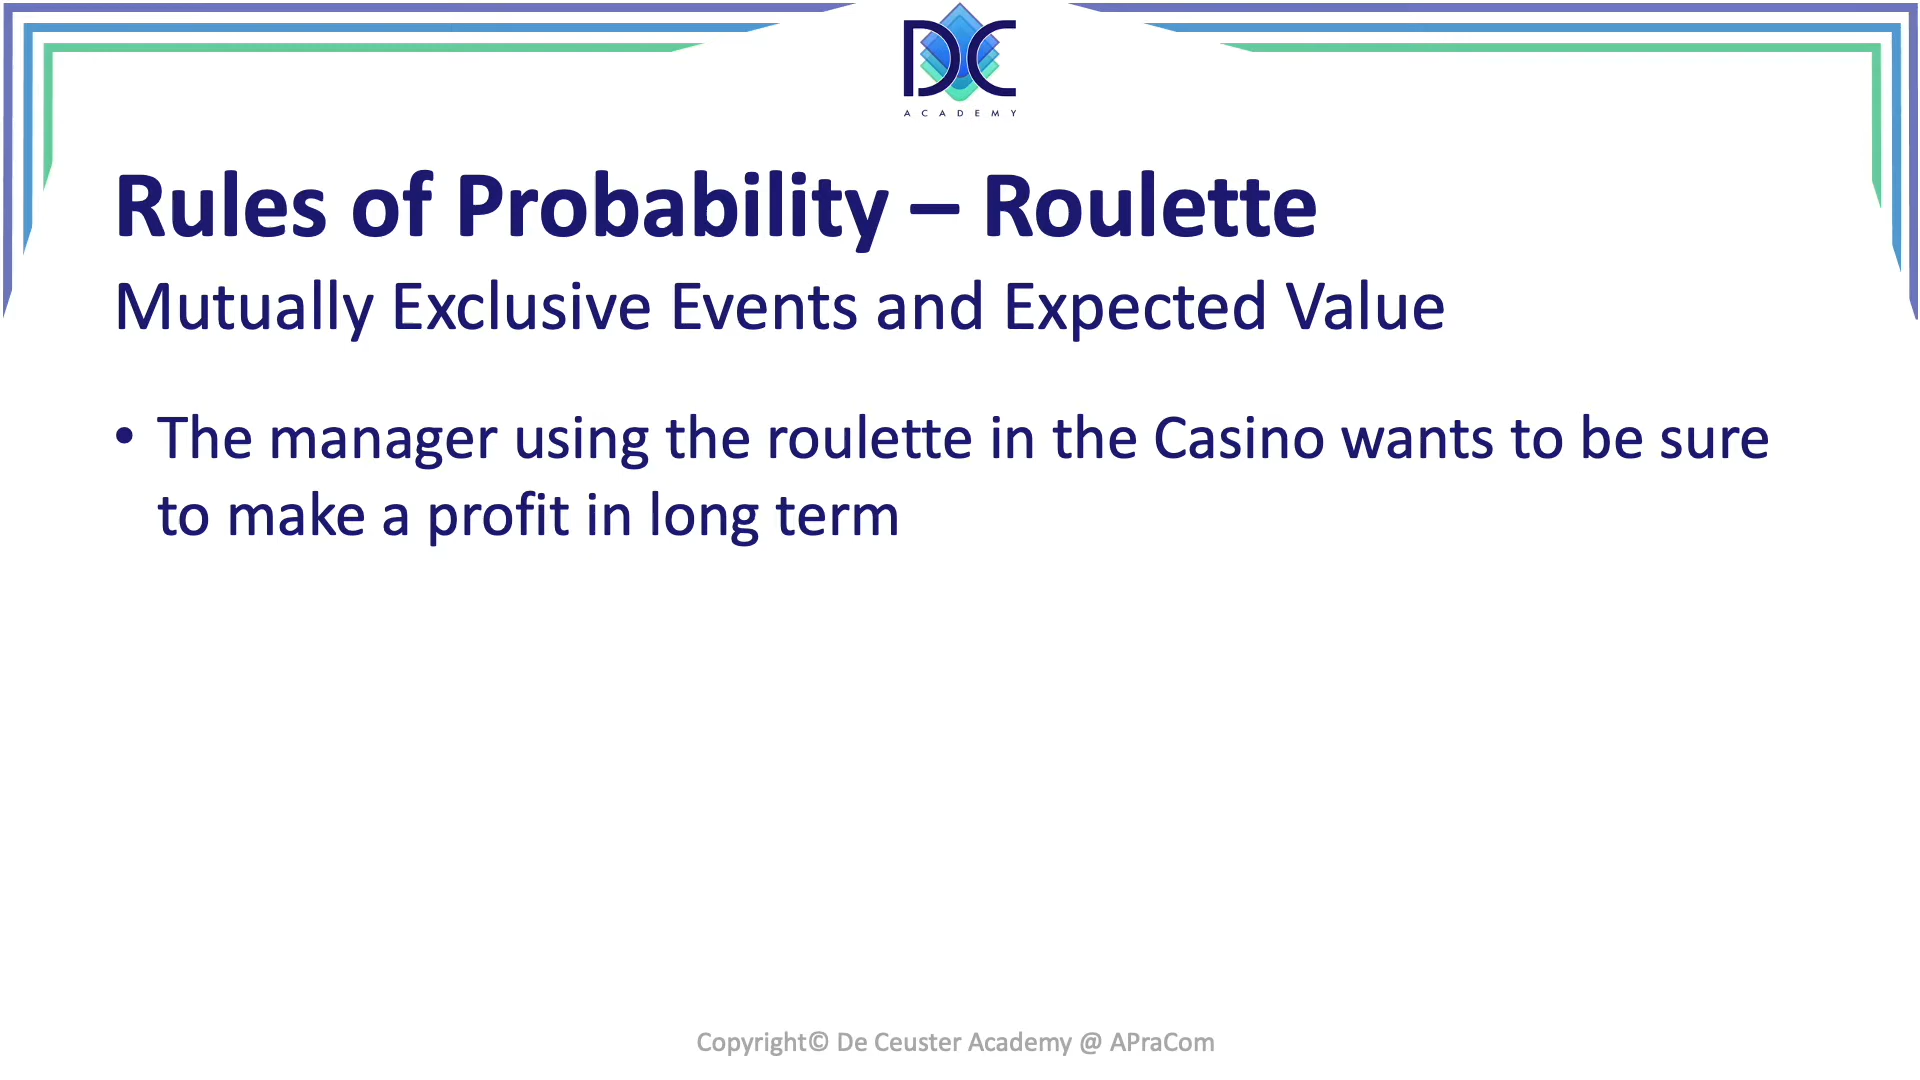 DC
ACADEMY
Rules of Probability – Roulette
Mutually Exclusive Events and Expected Value
• The manager using the roulette in the Casino wants to be sure
to make a profit in long term
Copyright© De Ceuster Academy @ APraCom